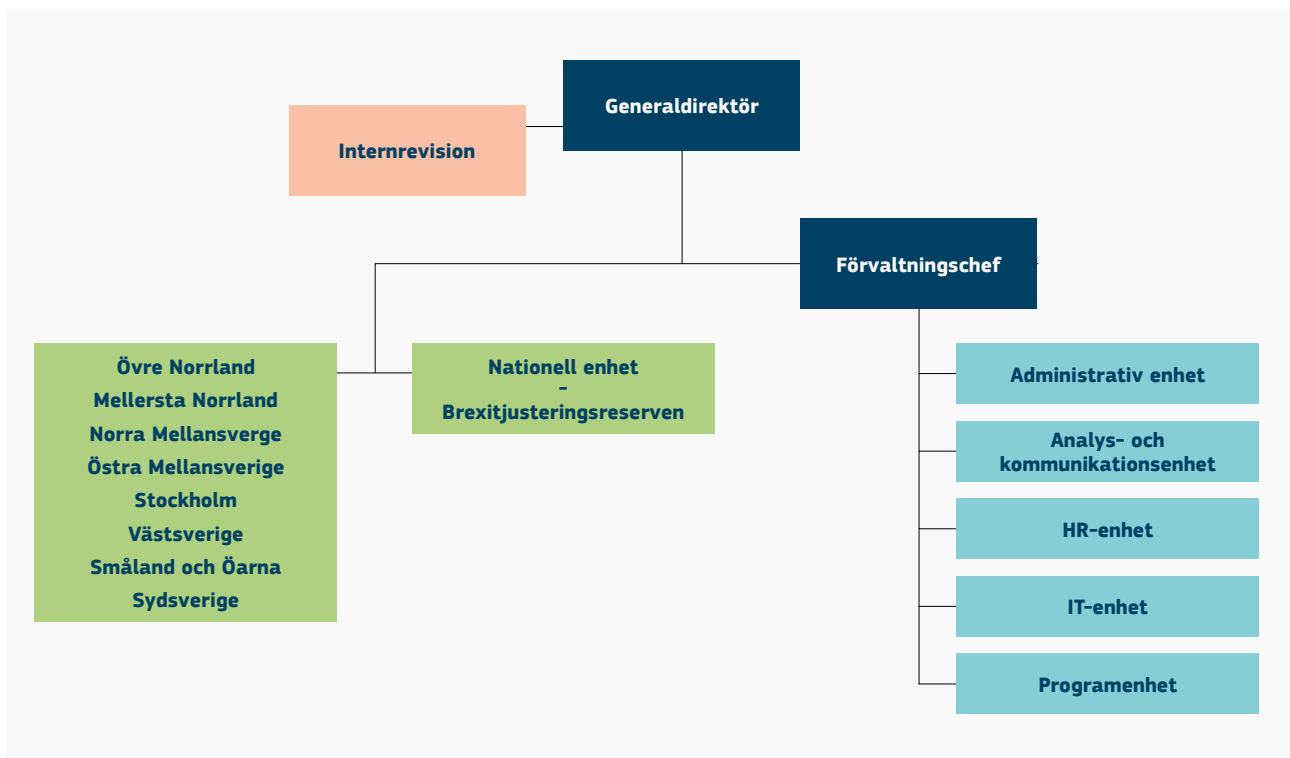 Generaldirektör
Internrevision
Förvaltningschef
Övre Norrland
Mellersta Norrland
Norra Mellansverge
Östra Mellansverige
Stockholm
Västsverige
Småland och Öarna
Sydsverige
Nationell enhet
–
Brexitjusteringsreserven
Administrativ enhet
Analys- och
kommunikationsenhet
HR-enhet
IT-enhet
Programenhet